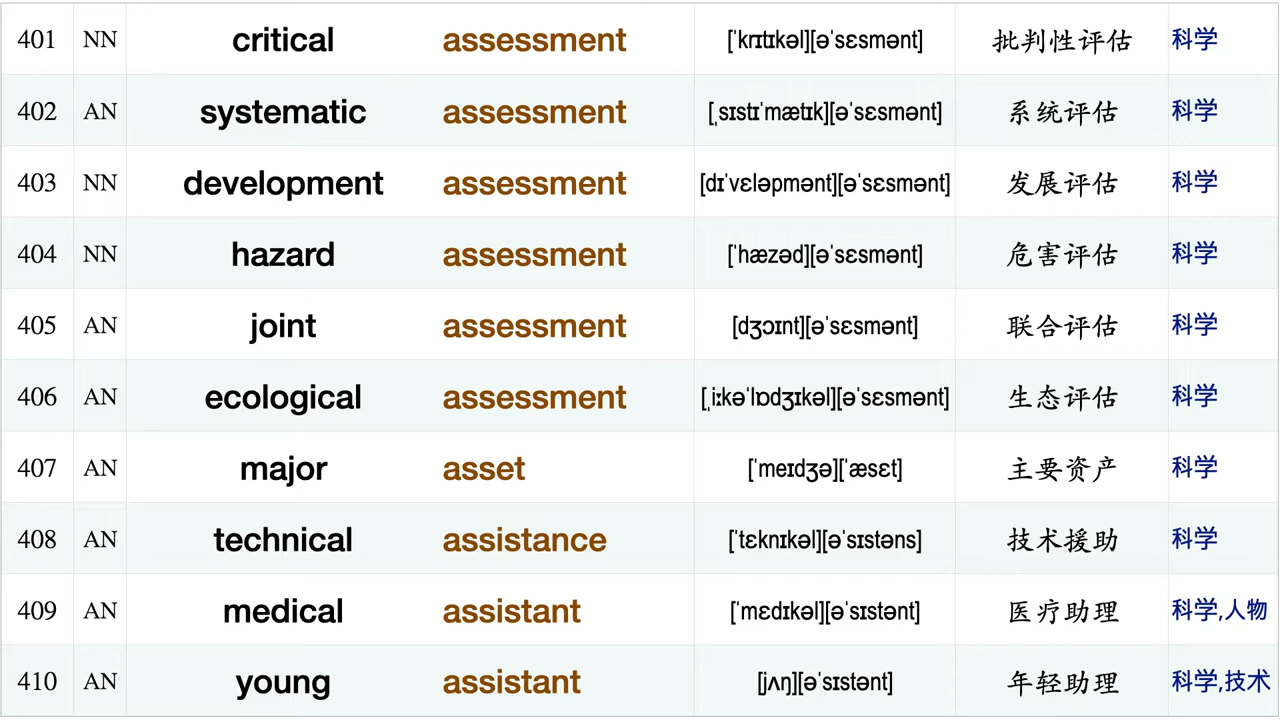 401 NN critical assessment [ˈkrɪtɪkəl][əˈsɛsmənt] 批判性评估 科学
402 AN systematic assessment [ˌsɪstɪˈmætɪk][əˈsɛsmənt] 系统评估 科学
403 NN development assessment [dɪˈvɛləpmənt][əˈsɛsmənt] 发展评估 科学
404 NN hazard assessment [ˈhæzəd][əˈsɛsmənt] 危害评估 科学
405 AN joint assessment [dʒɔɪnt][əˈsɛsmənt] 联合评估 科学
406 AN ecological assessment [ˌiːkəˈlɒdʒɪkəl][əˈsɛsmənt] 生态评估 科学
407 AN major asset [ˈmeɪdʒə][ˈæsɛt] 主要资产 科学
408 AN technical assistance [ˈtɛknɪkəl][əˈsɪstəns] 技术援助 科学
409 AN medical assistant [ˈmɛdɪkəl][əˈsɪstənt] 医疗助理 科学,人物
410 AN young assistant [jʌŋ][əˈsɪstənt] 年轻助理 科学,技术